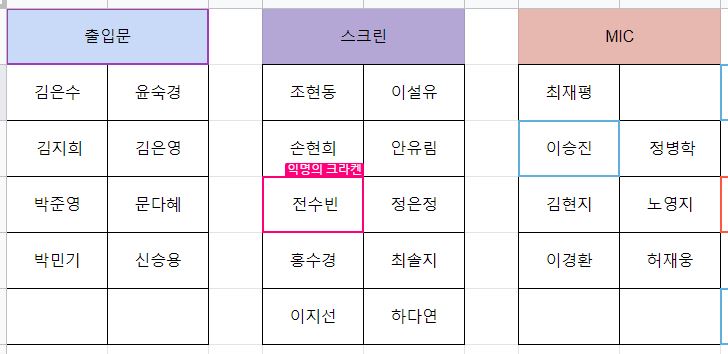 출입문 스크린 MIC
김은수 윤숙경 조현동 이설유 최재평
김지희 김은영 손현희 안유림 이승진 정병학
익명의 크라켄
박준영 문다혜 전수빈 정은정 김현지 노영지
박민기 신승용 홍수경 최솔지 이경환 허재웅
이지선 하다연